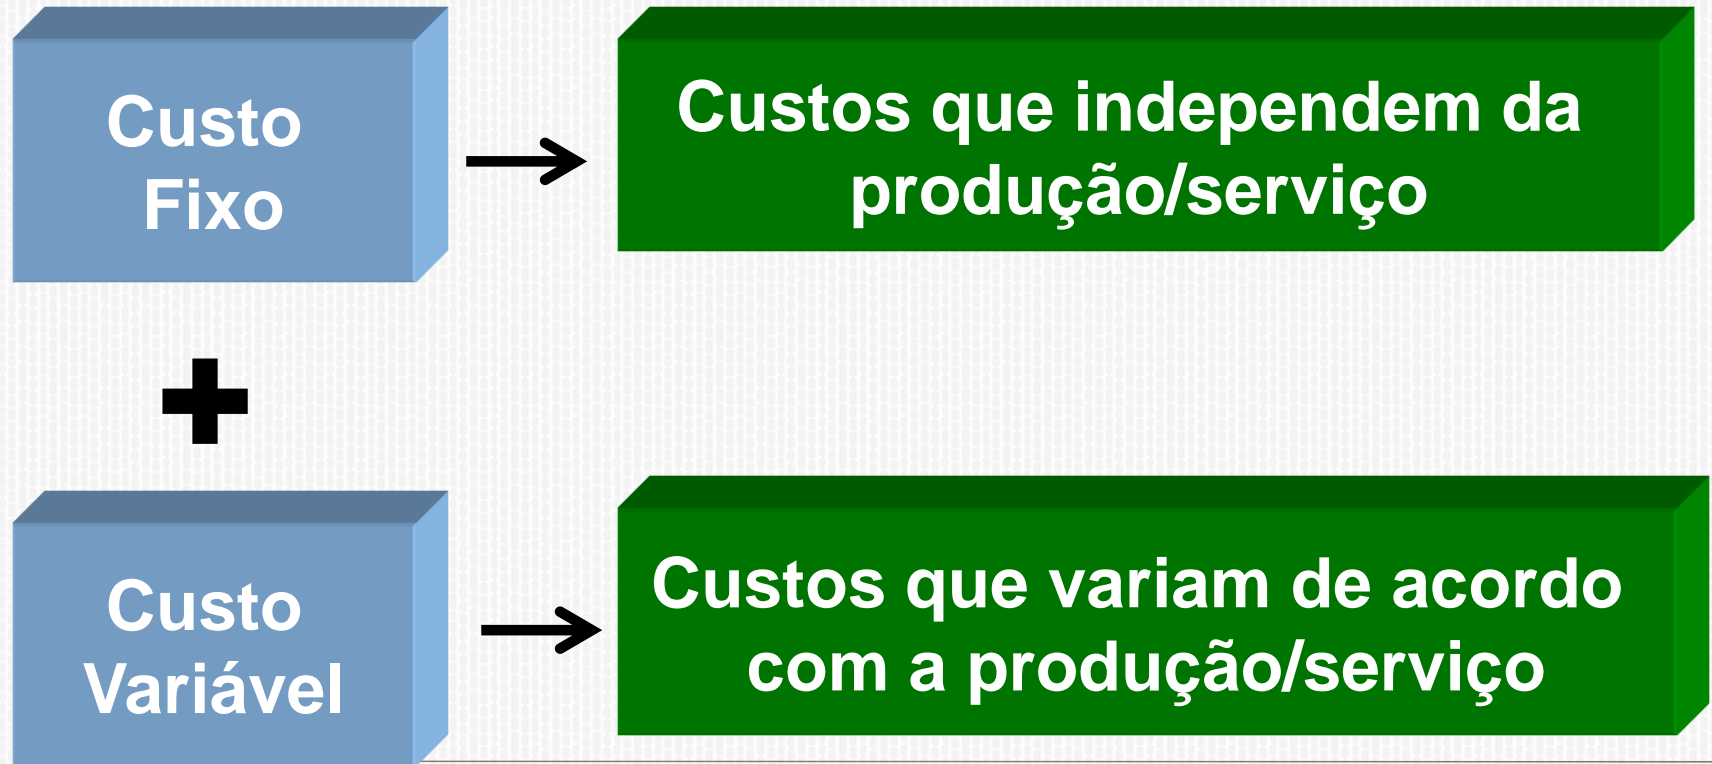 Custo
Fixo
Custos que independem da
produção/serviço
Custo
Variável
Custos que variam de acordo
com a produção/serviço